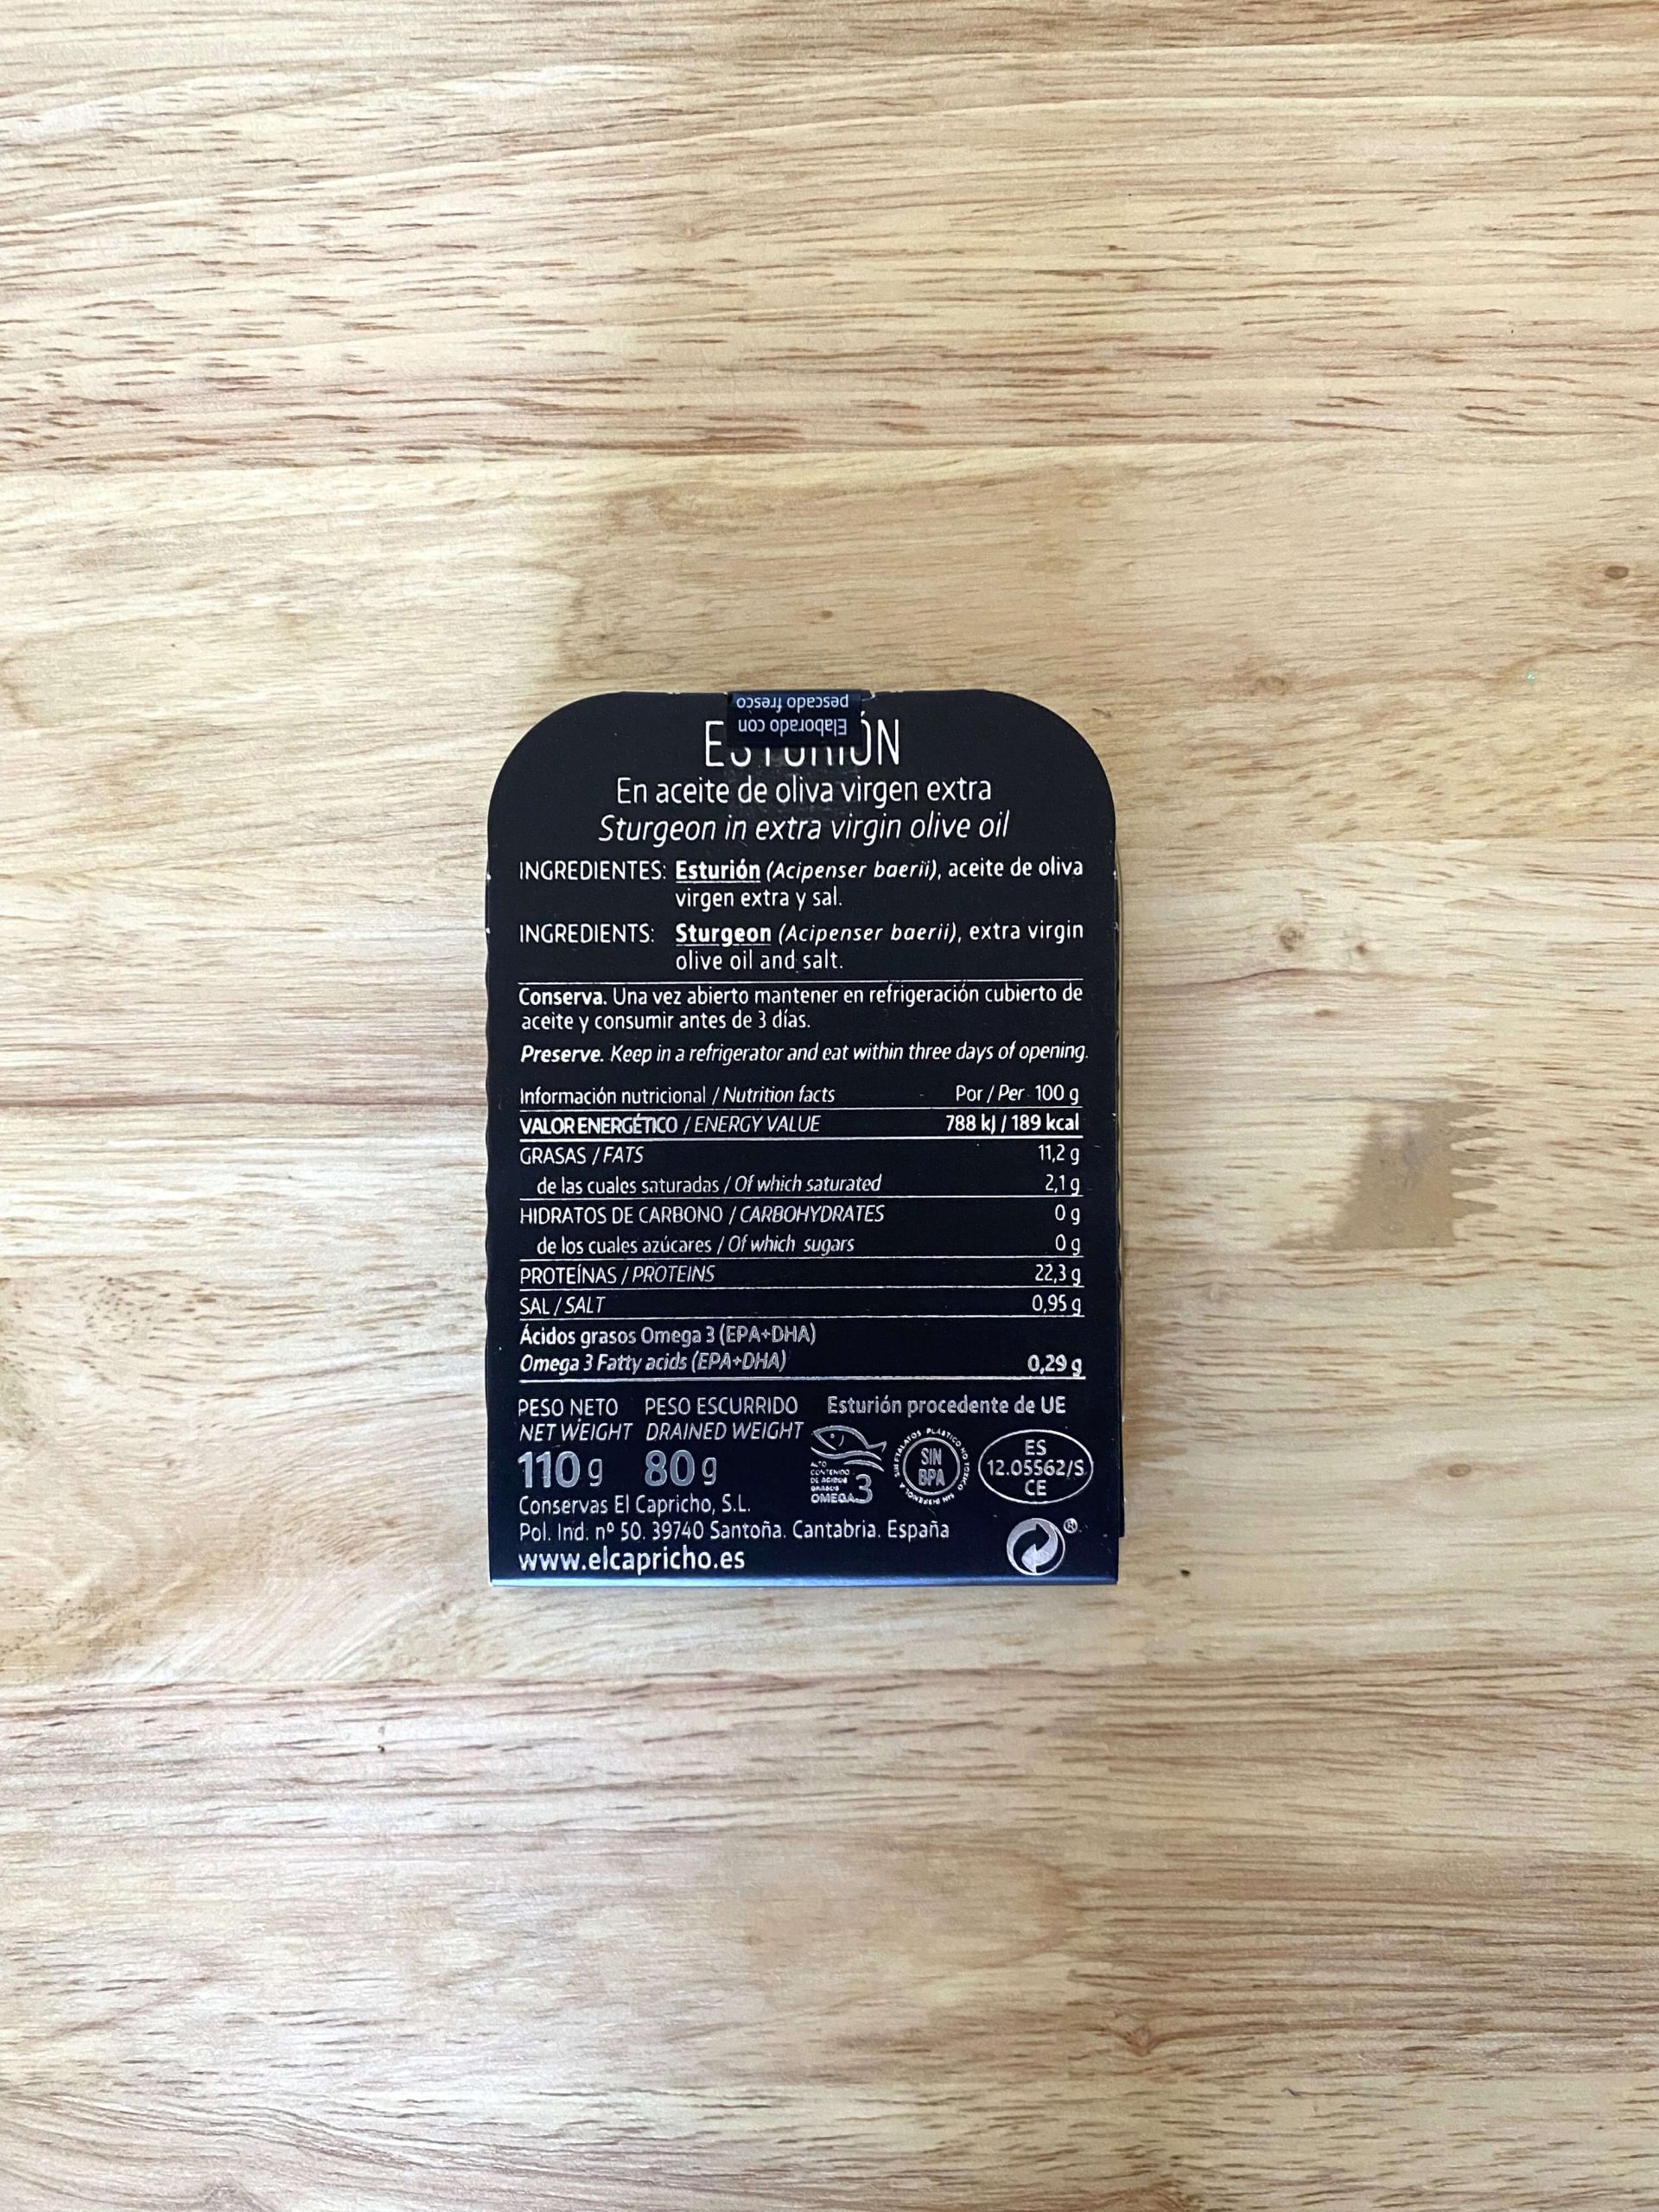 Elaborado con
pescado fresco
En aceite de oliva virgen extra
Sturgeon in extra virgin olive oil
INGREDIENTES: Esturión (Acipenser baerii), aceite de oliva
virgen extra y sal.
INGREDIENTS: Sturgeon (Acipenser baerii), extra virgin
olive oil and salt.
Conserva. Una vez abierto mantener en refrigeración cubierto de
aceite y consumir antes de 3 días.
Preserve. Keep in a refrigerator and eat within three days of opening.
Información nutricional / Nutrition facts Por / Per 100 g
VALOR ENERGÉTICO / ENERGY VALUE 788 kJ / 189 kcal
GRASAS / FATS 11,2 g
de las cuales saturadas / Of which saturated 2,1 g
HIDRATOS DE CARBONO / CARBOHYDRATES 0 g
de los cuales azúcares / Of which sugars 0 g
PROTEÍNAS / PROTEINS 22,3 g
SAL / SALT 0,95 g
Ácidos grasos Omega 3 (EPA+DHA)
Omega 3 Fatty acids (EPA+DHA) 0,29 g
PESO NETO PESO ESCURRIDO Esturión procedente de UE
NET WEIGHT DRAINED WEIGHT
110 g 80 g
ALTO
CONTENIDO
DE ACIDOS
GRASOS
OMEGA 3
SIN
BPA
PLASTICO NO TOXICO
ES
12.05562/S
CE
Conservas El Capricho, S.L.
Pol. Ind. nº 50. 39740 Santoña. Cantabria. España
www.elcapricho.es
®